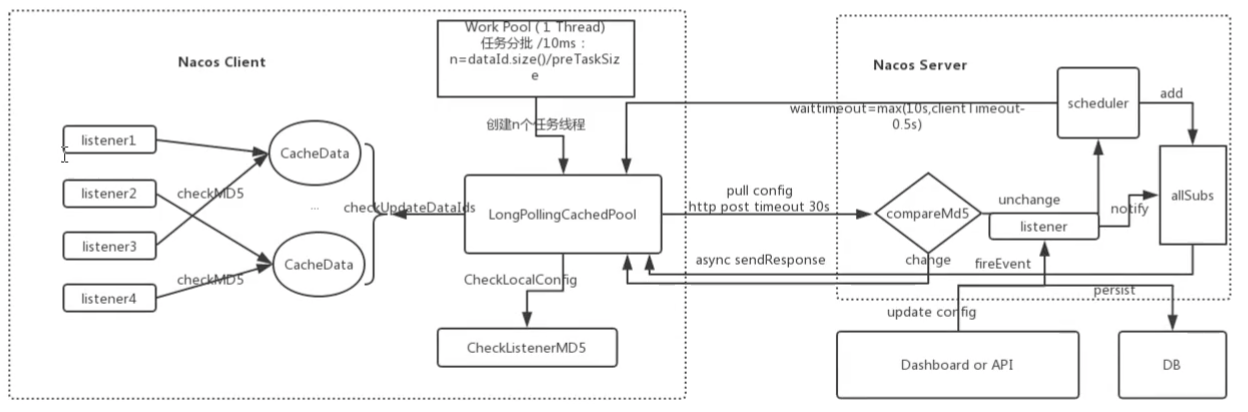 Nacos Client
Work Pool ( 1 Thread)
任务分批 /10ms :
n=dataId.size()/preTaskSiz
e
创建n个任务线程
listener1
listener2
listener3
listener4
checkMD5
checkMD5
CacheData
...
CacheData
checkUpdateDataIds
LongPollingCachedPool
CheckLocalConfig
CheckListenerMD5
pull config
http post timeout 30s
async sendResponse
Nacos Server
waittimeout=max(10s,clientTimeout-
0.5s)
scheduler
add
compareMd5
unchange
listener
notify
allSubs
change
fireEvent
persist
update config
Dashboard or API
DB